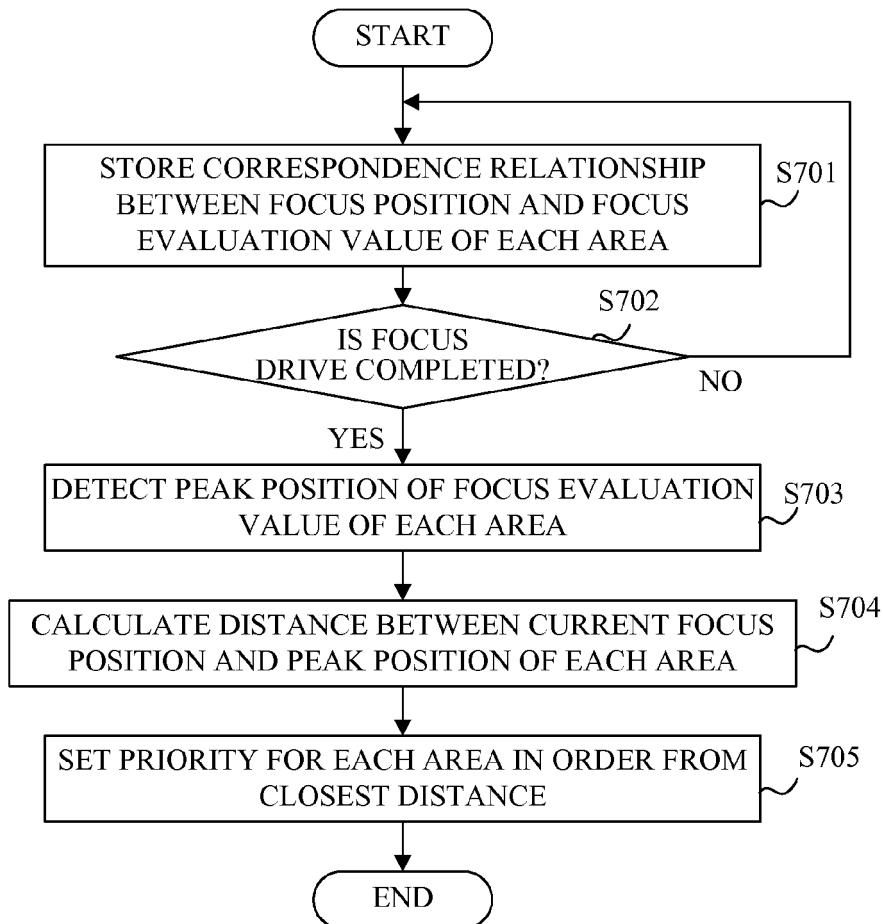 START
STORE CORRESPONDENCE RELATIONSHIP
BETWEEN FOCUS POSITION AND FOCUS
EVALUATION VALUE OF EACH AREA
S701
IS FOCUS
DRIVE COMPLETED?
S702
NO
YES
DETECT PEAK POSITION OF FOCUS EVALUATION
VALUE OF EACH AREA
S703
CALCULATE DISTANCE BETWEEN CURRENT FOCUS
POSITION AND PEAK POSITION OF EACH AREA
S704
SET PRIORITY FOR EACH AREA IN ORDER FROM
CLOSEST DISTANCE
S705
END